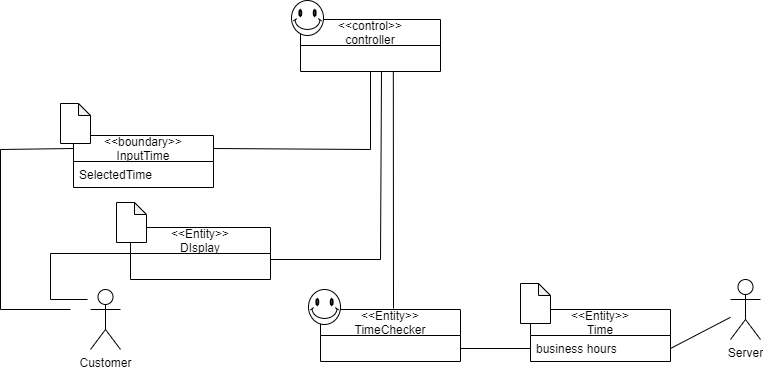 <<control>>
controller
<<boundary>>
InputTime
SelectedTime
<<Entity>>
DIsplay
<<Entity>>
TimeChecker
<<Entity>>
Time
business hours
Customer
Server